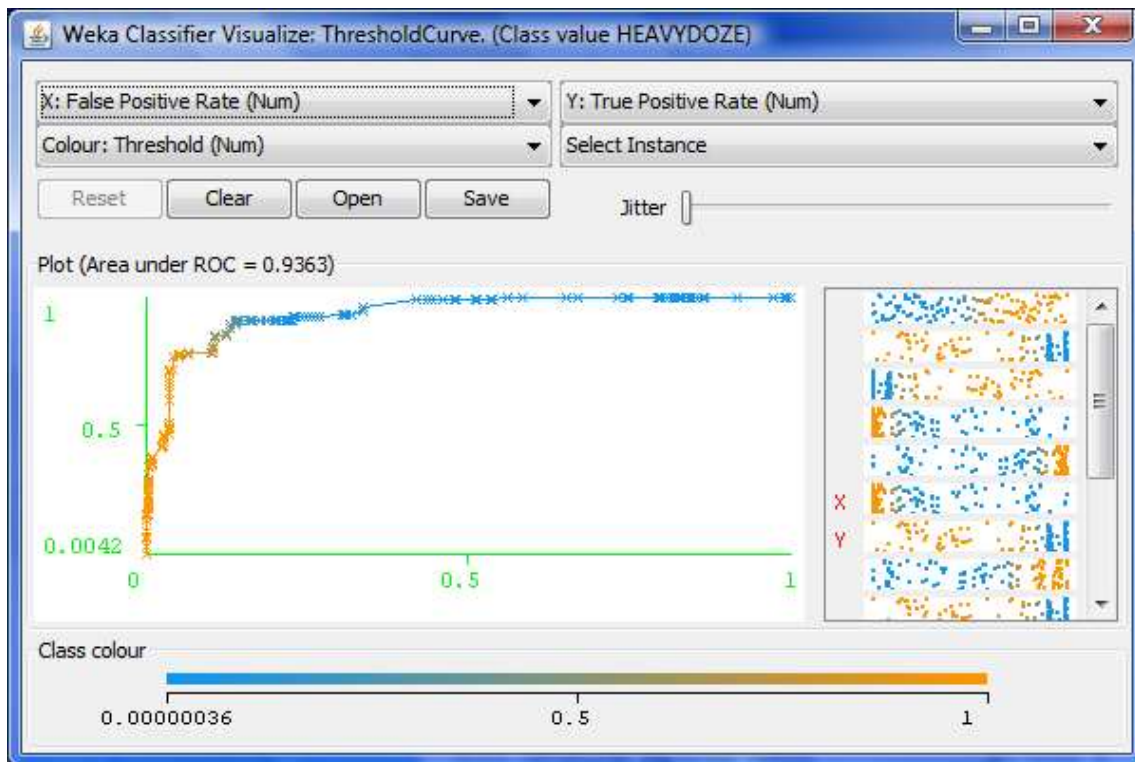 Weka Classifier Visualize: ThresholdCurve. (Class value HEAVYDOZE)
X: False Positive Rate (Num)
Y: True Positive Rate (Num)
Colour: Threshold (Num)
Select Instance
Reset
Clear
Open
Save
Jitter
Plot (Area under ROC = 0.9363)
1
0.5
0.0042
0
0.5
1
X
Y
Class colour
0.00000036
0.5
1